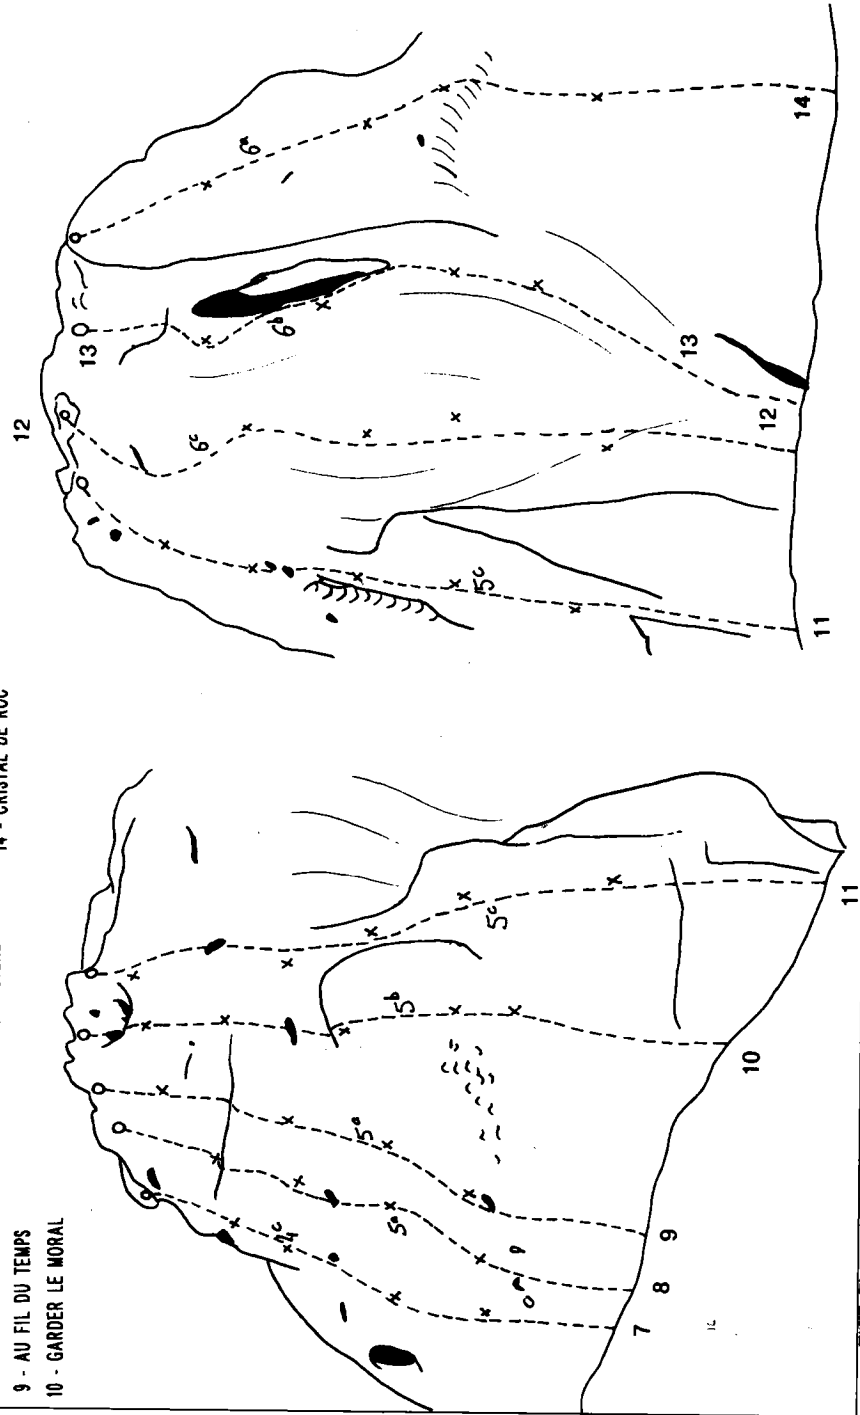 9 - AU FIL DU TEMPS
10 - GARDER LE MORAL
14 - CRISTAL DE ROC
4c
5a
5a
5b
5c
7
8
9
10
11
12
5c
6c
13
6b
6a
11
12
13
14